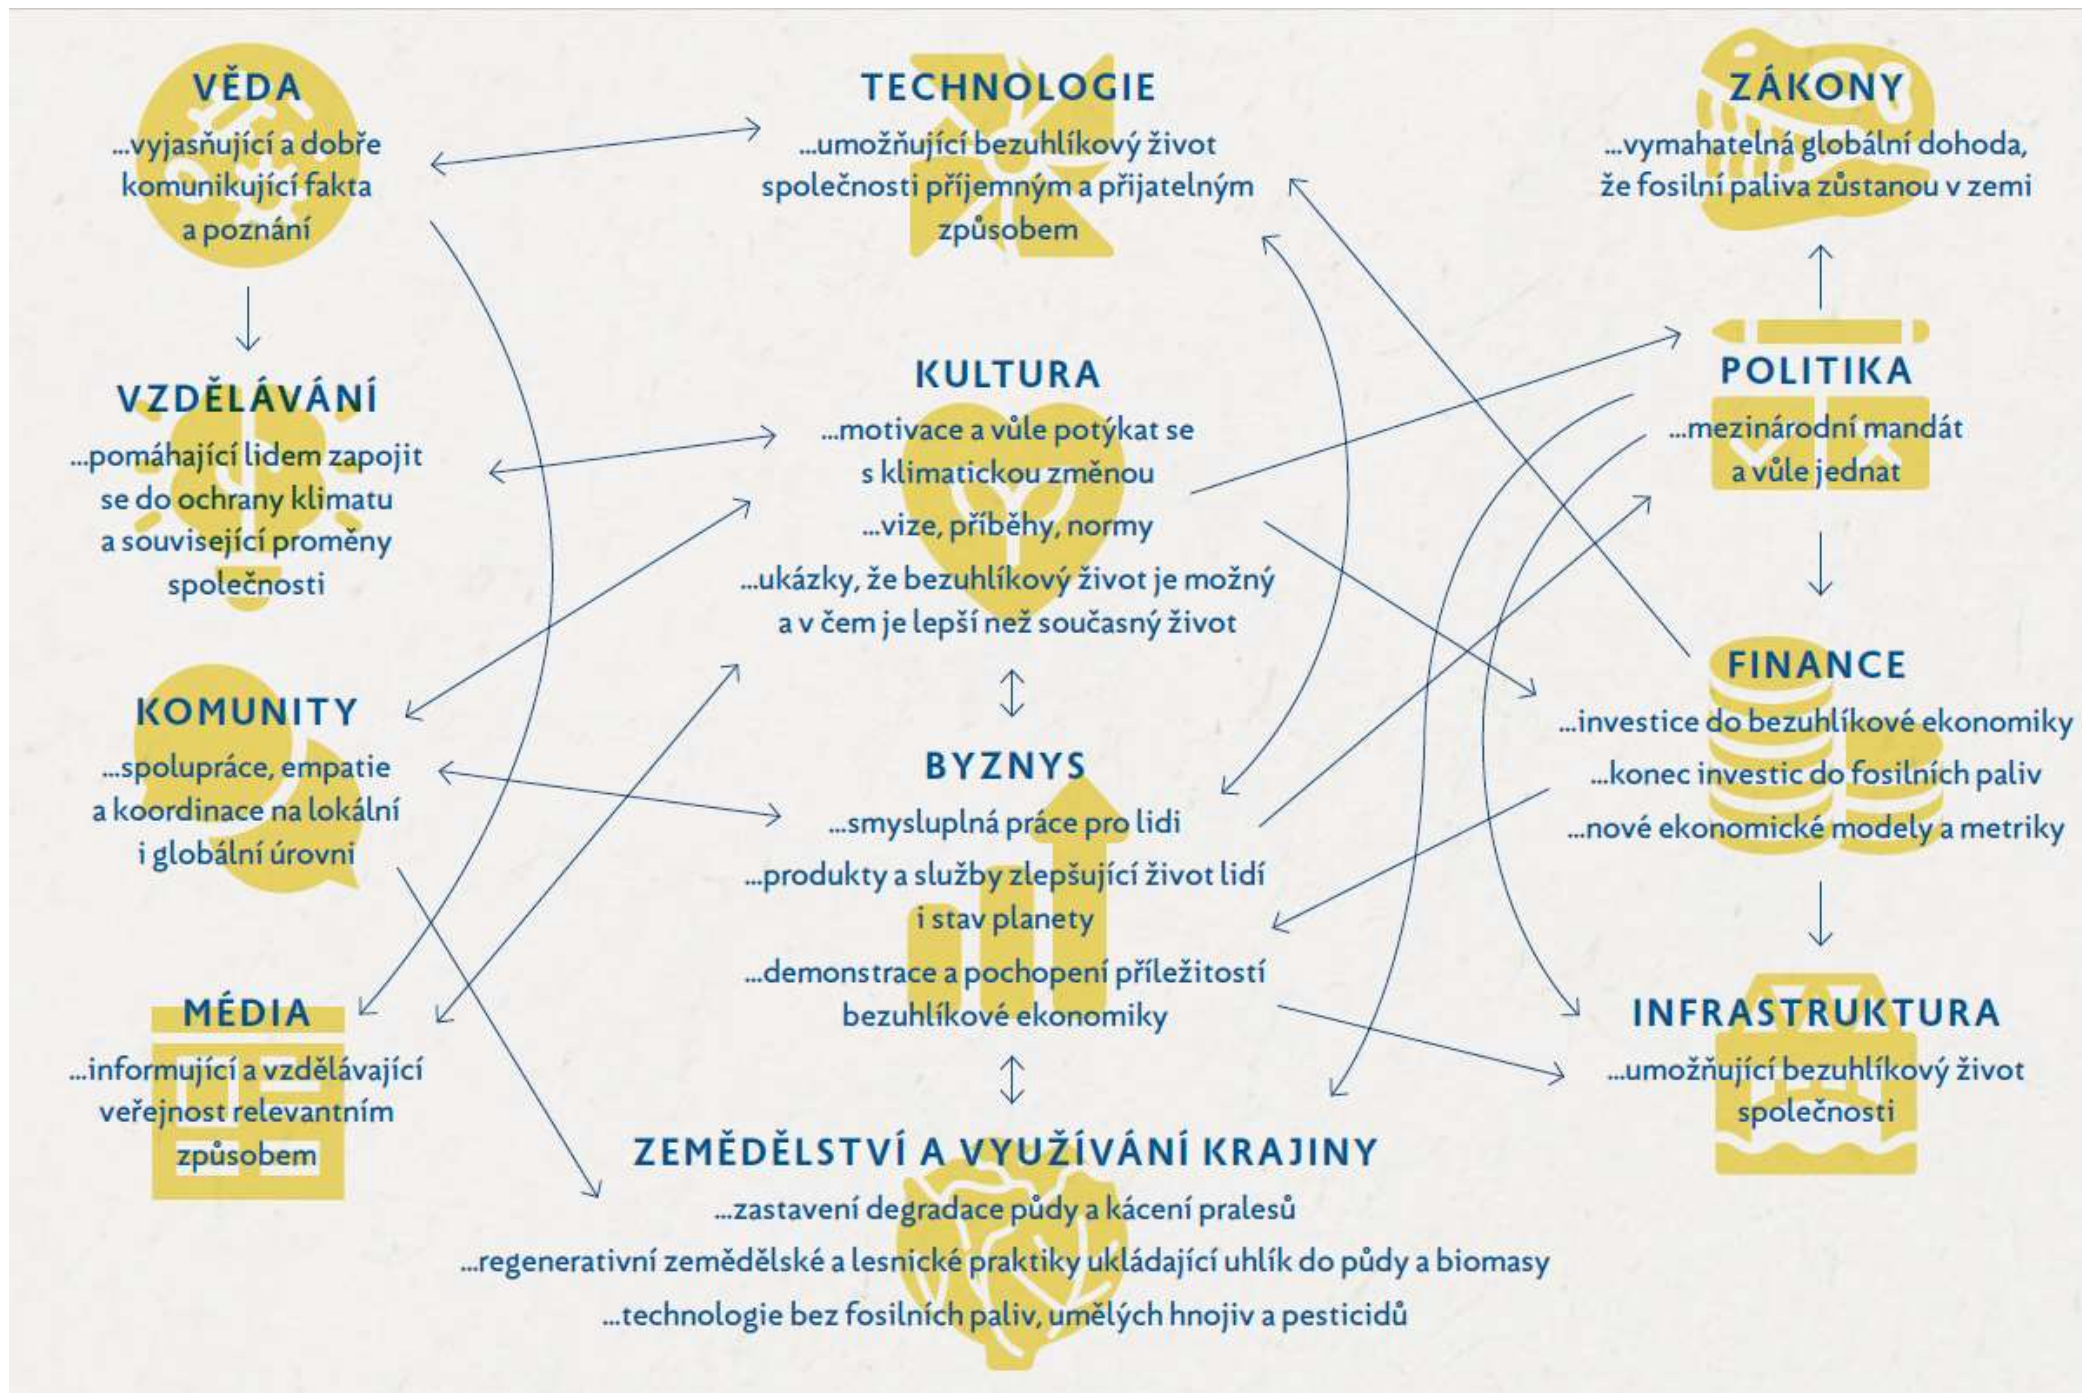 VĚDA
...vyjasňující a dobře
komunikující fakta
a poznání
VZDĚLÁVÁNÍ
...pomáhající lidem zapojit
se do ochrany klimatu
a související proměny
společnosti
KOMUNITY
...spolupráce, empatie
a koordinace na lokální
i globální úrovni
MÉDIA
...informující a vzdělávající
veřejnost relevantním
způsobem
TECHNOLOGIE
...umožňující bezuhlíkový život
společnosti příjemným a přijatelným
způsobem
KULTURA
...motivace a vůle potýkat se
s klimatickou změnou
...vize, příběhy, normy
...ukázky, že bezuhlíkový život je možný
a v čem je lepší než současný život
BYZNYS
...smysluplná práce pro lidi
...produkty a služby zlepšující život lidí
i stav planety
...demonstrace a pochopení příležitostí
bezuhlíkové ekonomiky
ZEMĚDĚLSTVÍ A VYUŽÍVÁNÍ KRAJINY
...zastavení degradace půdy a kácení pralesů
...regenerativní zemědělské a lesnické praktiky ukládající uhlík do půdy a biomasy
...technologie bez fosilních paliv, umělých hnojiv a pesticidů
ZÁKONY
...vymahatelná globální dohoda,
že fosilní paliva zůstanou v zemi
POLITIKA
...mezinárodní mandát
a vůle jednat
FINANCE
...investice do bezuhlíkové ekonomiky
...konec investic do fosilních paliv
...nové ekonomické modely a metriky
INFRASTRUKTURA
...umožňující bezuhlíkový život
společnosti